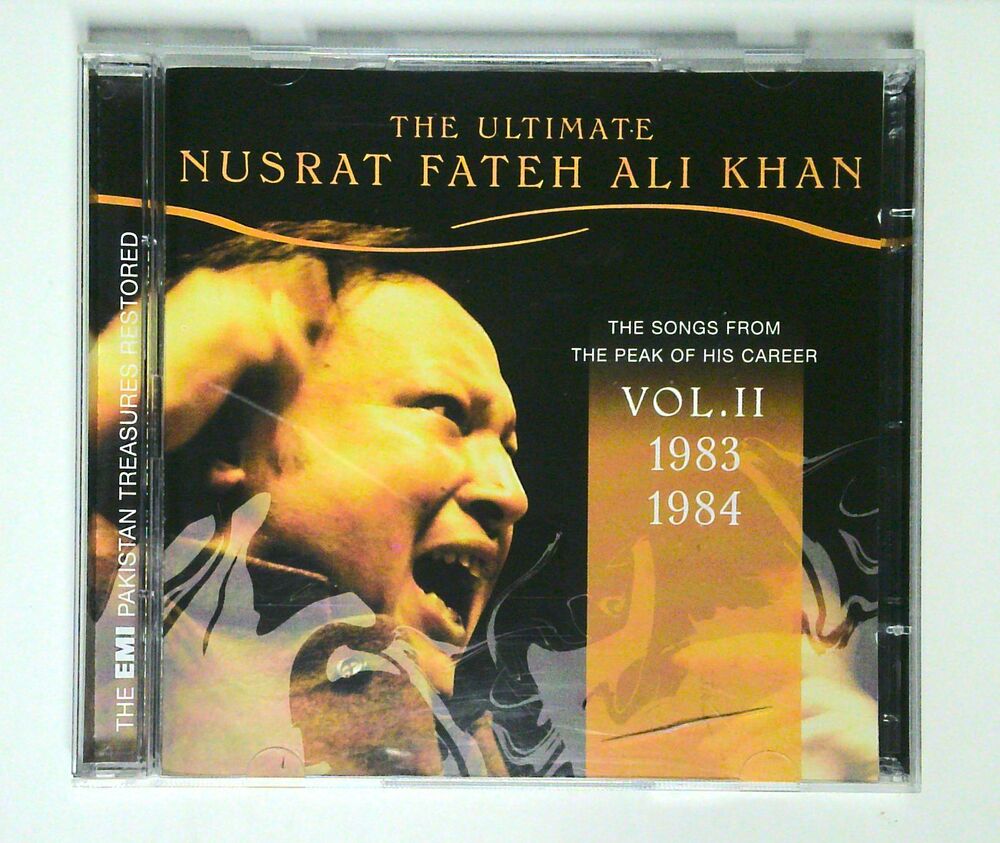 THE ULTIMATE
NUSRAT FATEH ALI KHAN
THE SONGS FROM
THE PEAK OF HIS CAREER
VOL.II
1983
1984
THE EMI PAKISTAN TREASURES RESTORED